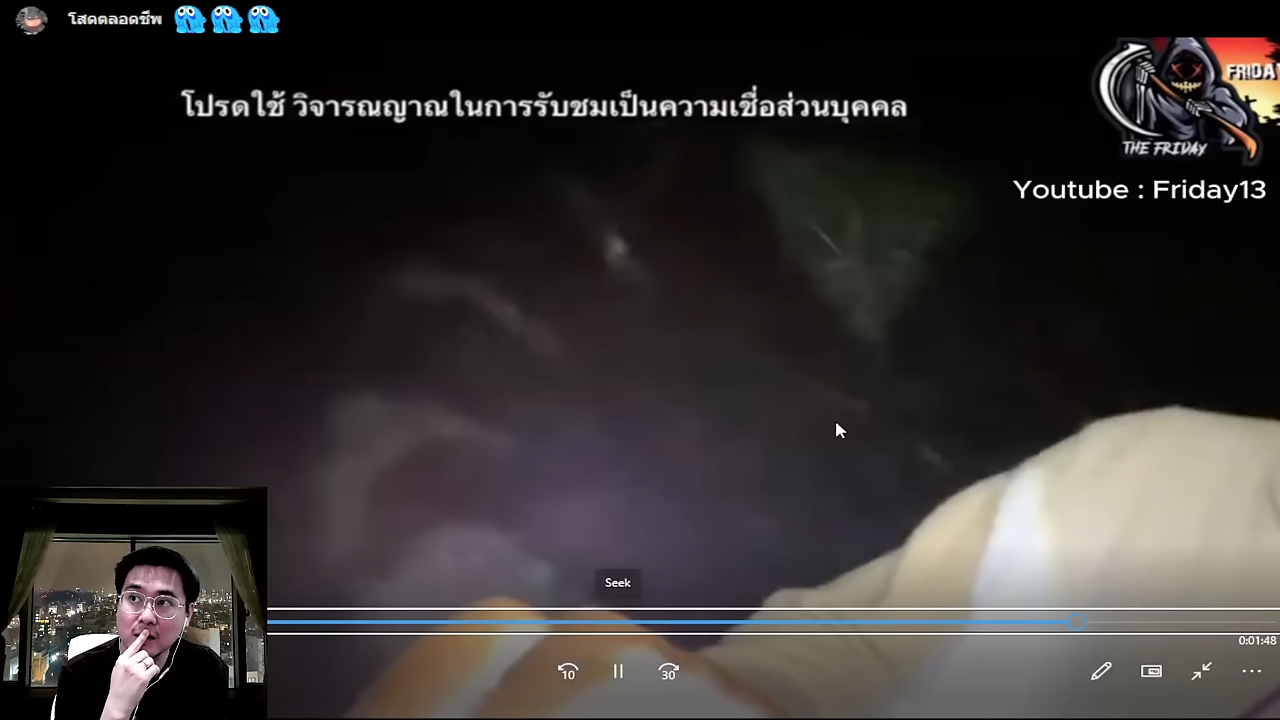 โสดตลอดชีพ
โปรดใช้ วิจารณญาณในการรับชมเป็นความเชื่อส่วนบุคคล
FRIDA
THE FRIDAY
Youtube : Friday13
Seek
0:01:48
10
30